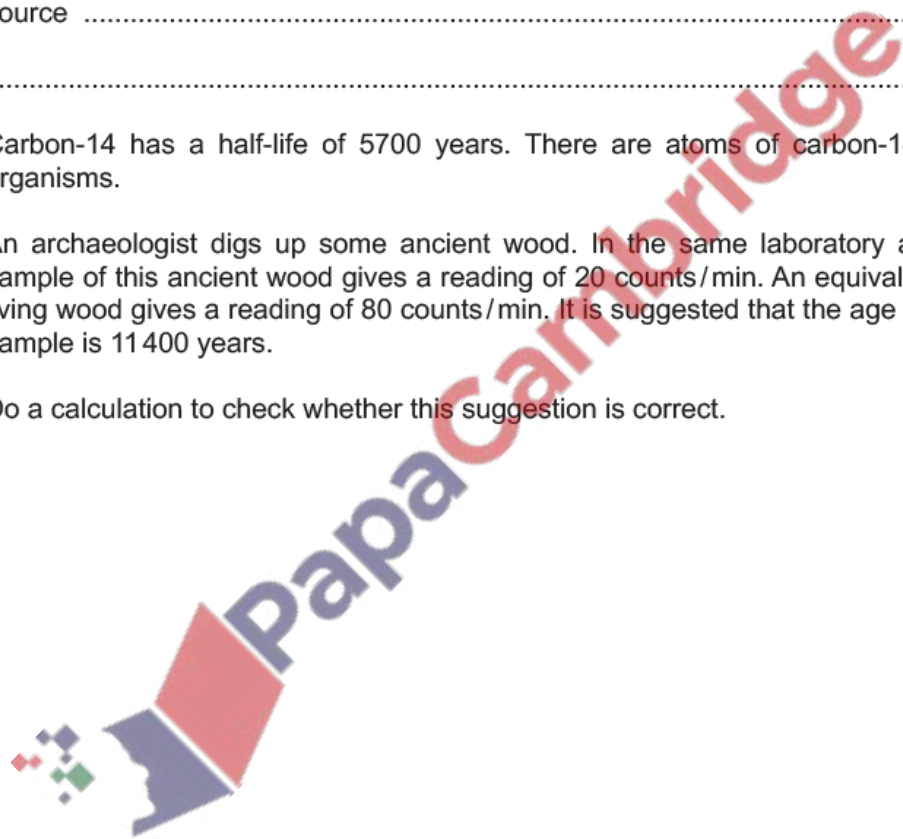 ource ................................................................................
................................................................................
arbon-14 has a half-life of 5700 years. There are atoms of carbon-1
rganisms.
n archaeologist digs up some ancient wood. In the same laboratory a
ample of this ancient wood gives a reading of 20 counts/min. An equival
ving wood gives a reading of 80 counts/min. It is suggested that the age
ample is 11400 years.
o a calculation to check whether this suggestion is correct.
PapaCambridge